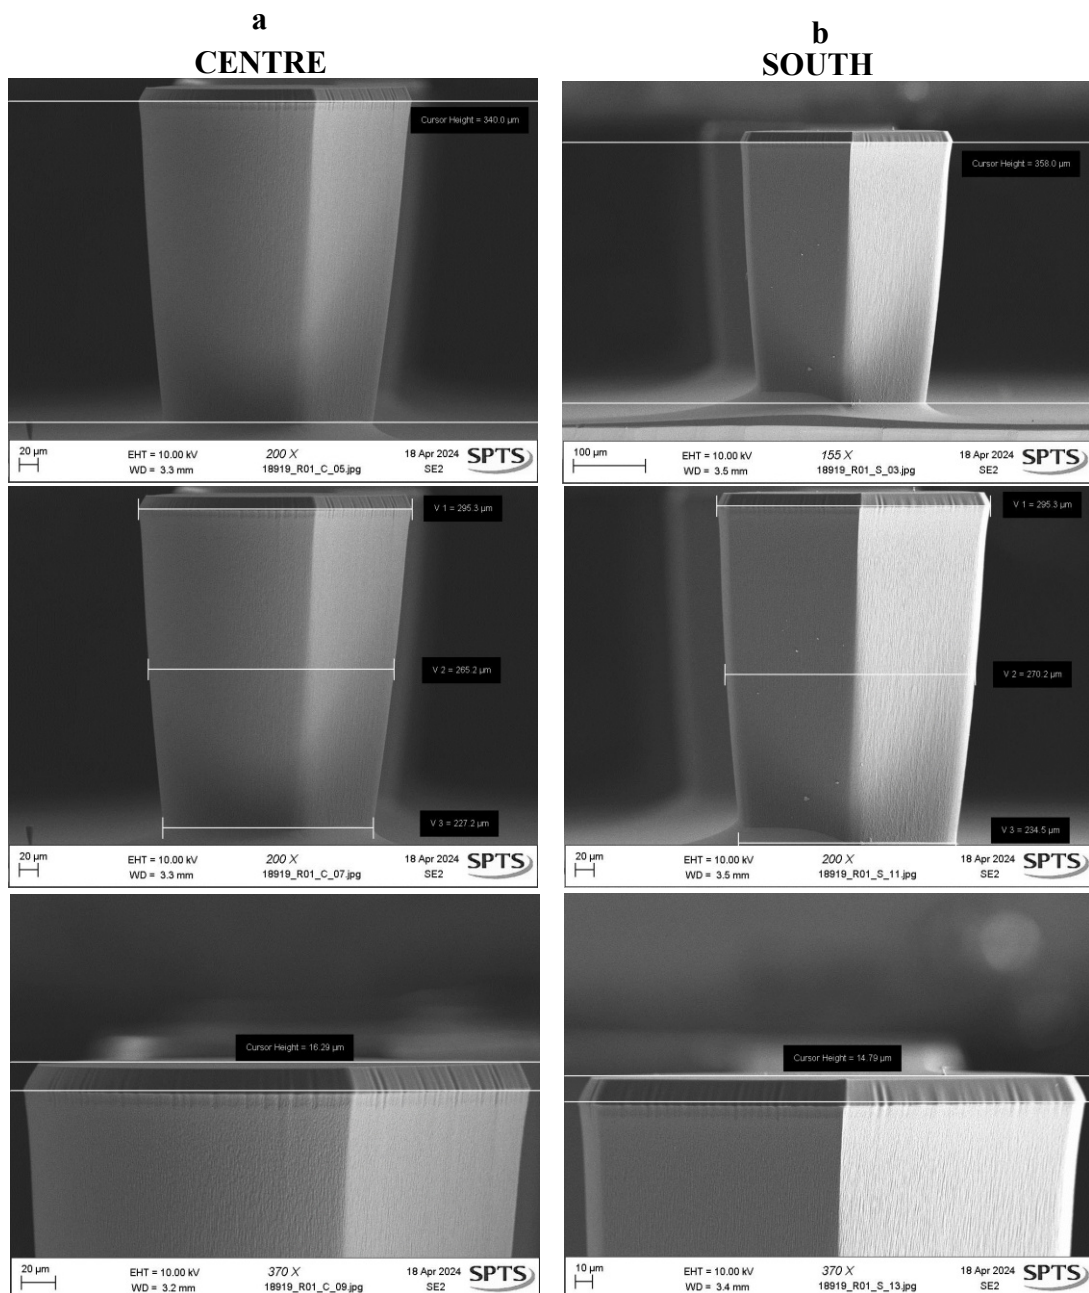 a
CENTRE
Cursor Height = 340.0 µm
20 µm
EHT = 10.00 kV
WD = 3.3 mm
200 X
18919_R01_C_05.jpg
18 Apr 2024
SE2
SPTS
V 1 = 295.3 µm
V 2 = 265.2 µm
V 3 = 227.2 µm
20 µm
EHT = 10.00 kV
WD = 3.3 mm
200 X
18919_R01_C_07.jpg
18 Apr 2024
SE2
SPTS
Cursor Height = 16.29 µm
20 µm
EHT = 10.00 kV
WD = 3.2 mm
370 X
18919_R01_C_09.jpg
18 Apr 2024
SE2
SPTS
b
SOUTH
Cursor Height = 358.0 µm
100 µm
EHT = 10.00 kV
WD = 3.5 mm
155 X
18919_R01_S_03.jpg
18 Apr 2024
SE2
SPTS
V 1 = 295.3 µm
V 2 = 270.2 µm
V 3 = 234.5 µm
20 µm
EHT = 10.00 kV
WD = 3.5 mm
200 X
18919_R01_S_11.jpg
18 Apr 2024
SE2
SPTS
Cursor Height = 14.79 µm
10 µm
EHT = 10.00 kV
WD = 3.4 mm
370 X
18919_R01_S_13.jpg
18 Apr 2024
SE2
SPTS